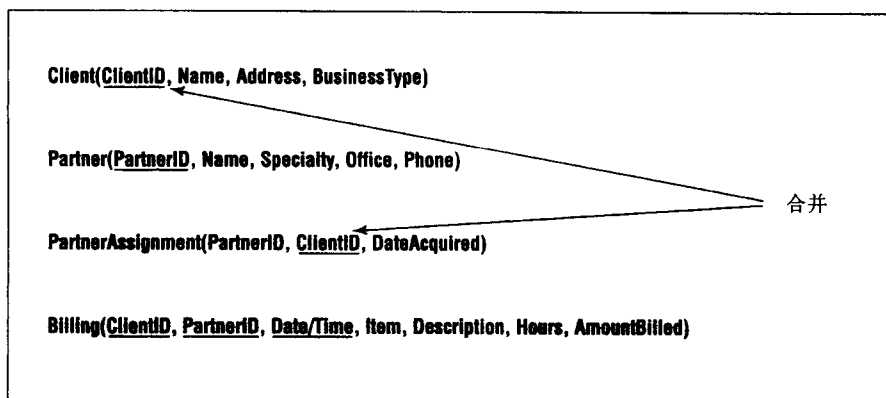 Client(ClientID, Name, Address, BusinessType)
Partner(PartnerID, Name, Specialty, Office, Phone)
合并
PartnerAssignment(PartnerID, ClientID, DateAcquired)
Billing(ClientID, PartnerID, Date/Time, Item, Description, Hours, AmountBilled)